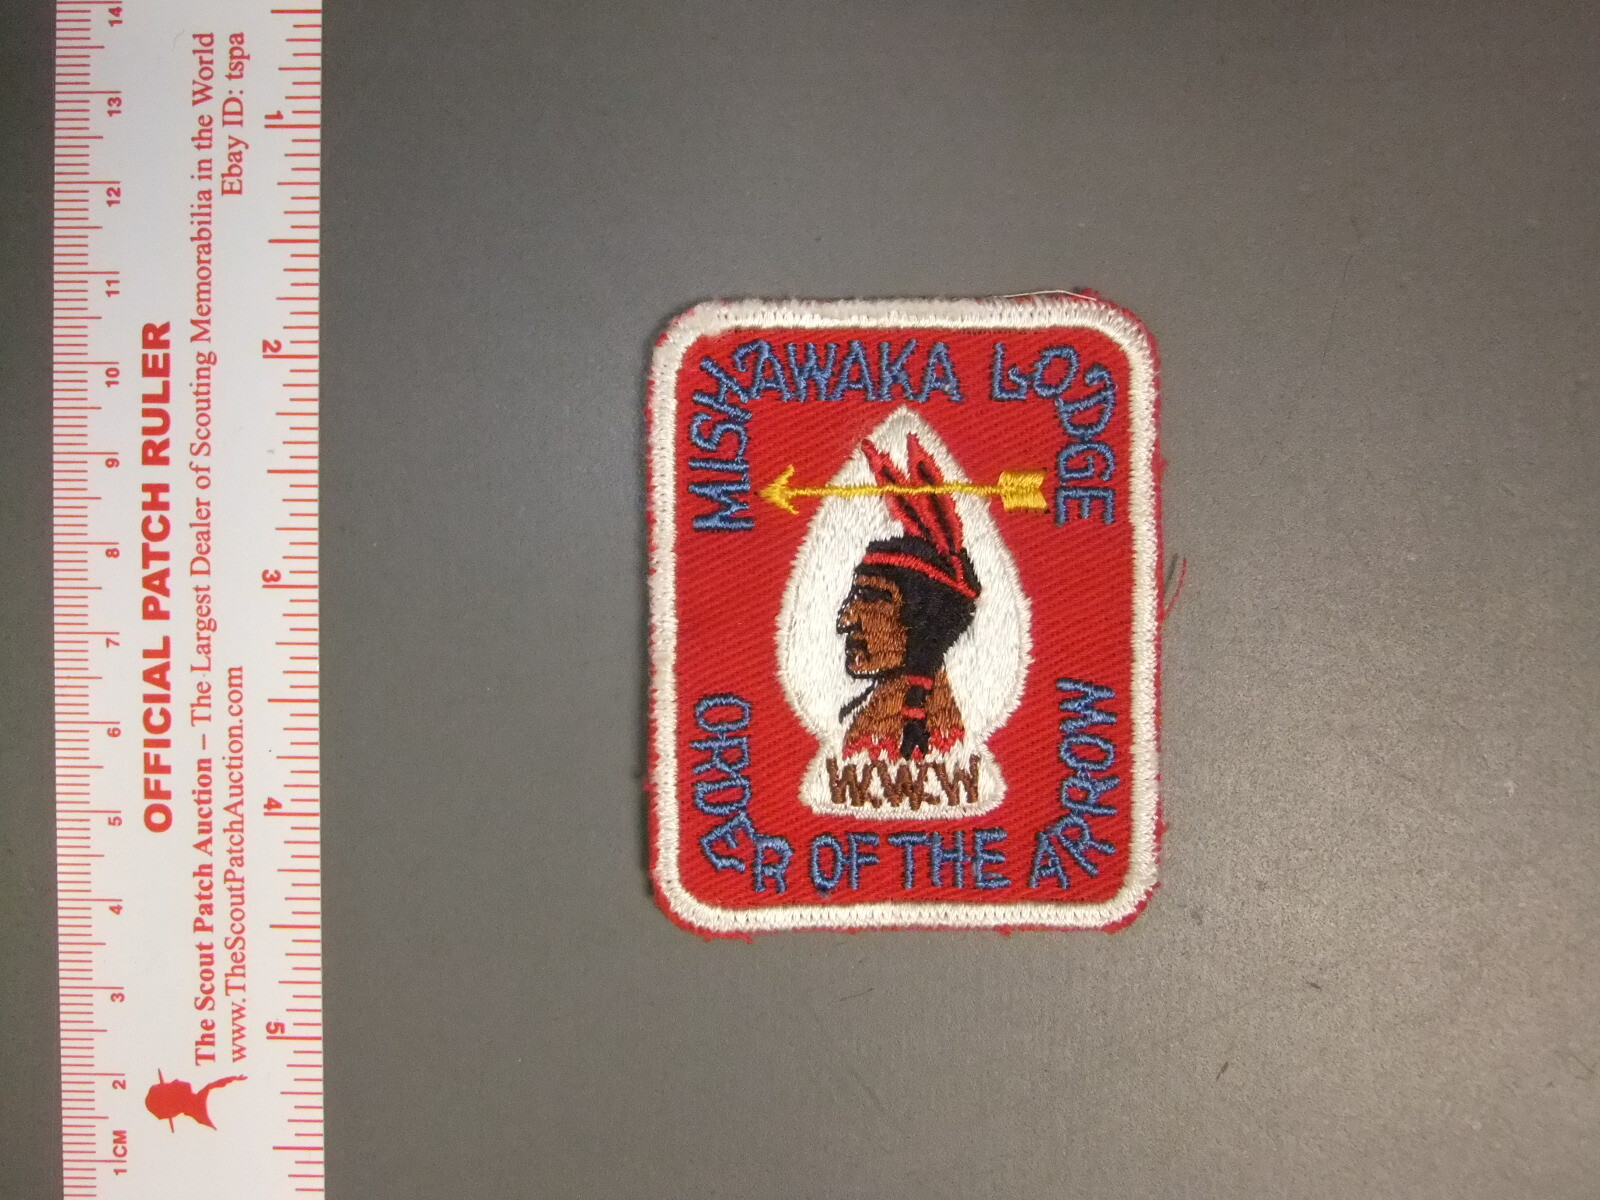 OFFICIAL PATCH RULER
The Scout Patch Auction – The Largest Dealer of Scouting Memorabilia in the World
www.TheScoutPatchAuction.com
Ebay ID: tspa
1 CM 2 3 4 5 6 7 8 9 10 11 12 13 14
1 2 3 4 5
MISHAWAKA LODGE
W.W.W
ORDER OF THE ARROW